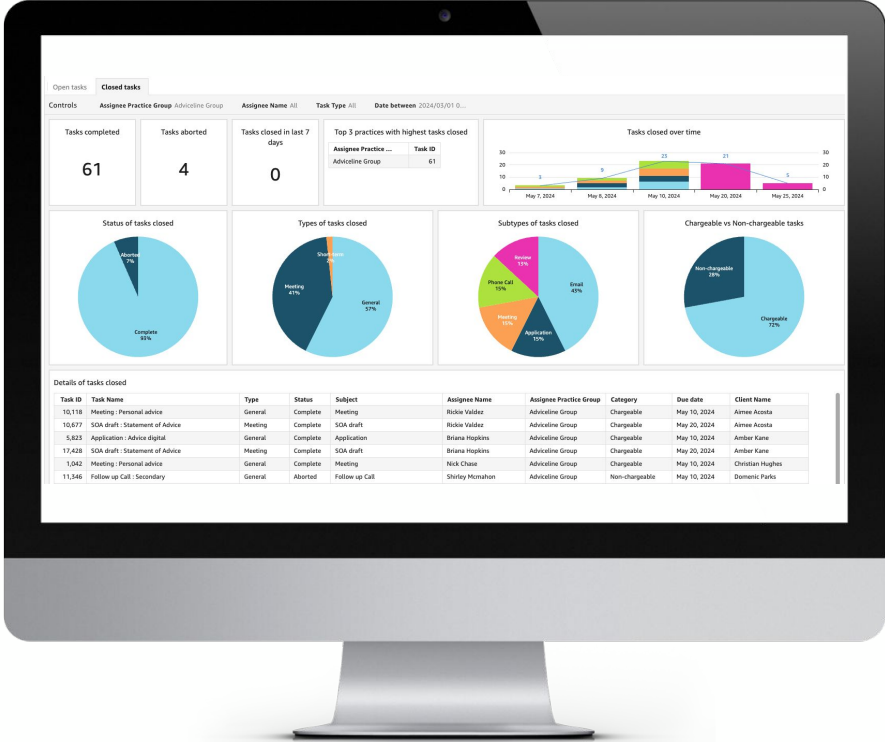 Open tasks Closed tasks
Controls Assignee Practice Group Adviceline Group Assignee Name All Task Type All Date between 2024/03/01 0...
Tasks completed
61
Tasks aborted
4
Tasks closed in last 7
days
0
Top 3 practices with highest tasks closed
Assignee Practice ... Task ID
Adviceline Group 61
Tasks closed over time
30 30
20 20
10 10
0 0
3 9 23 21 5
May 7, 2024 May 8, 2024 May 10, 2024 May 20, 2024 May 25, 2024
Status of tasks closed
Aborted
7%
Complete
93%
Types of tasks closed
2%
Meeting
41%
General
57%
Subtypes of tasks closed
Review
13%
Phone Call
15%
Email
43%
Meeting
15%
Application
15%
Chargeable vs Non-chargeable tasks
Non-chargeable
28%
Chargeable
72%
Details of tasks closed
Task ID Task Name Type Status Subject Assignee Name Assignee Practice Group Category Due date Client Name
10,118 Meeting : Personal advice General Complete Meeting Rickie Valdez Adviceline Group Chargeable May 10, 2024 Aimee Acosta
10,677 SOA draft : Statement of Advice Meeting Complete SOA draft Rickie Valdez Adviceline Group Chargeable May 20, 2024 Aimee Acosta
5,823 Application : Advice digital General Complete Application Briana Hopkins Adviceline Group Chargeable May 10, 2024 Amber Kane
17,428 SOA draft : Statement of Advice Meeting Complete SOA draft Briana Hopkins Adviceline Group Chargeable May 20, 2024 Amber Kane
1,042 Meeting : Personal advice General Complete Meeting Nick Chase Adviceline Group Chargeable May 10, 2024 Christian Hughes
11,346 Follow up Call : Secondary General Aborted Follow up Call Shirley Mcmahon Adviceline Group Non-chargeable May 10, 2024 Domenic Parks